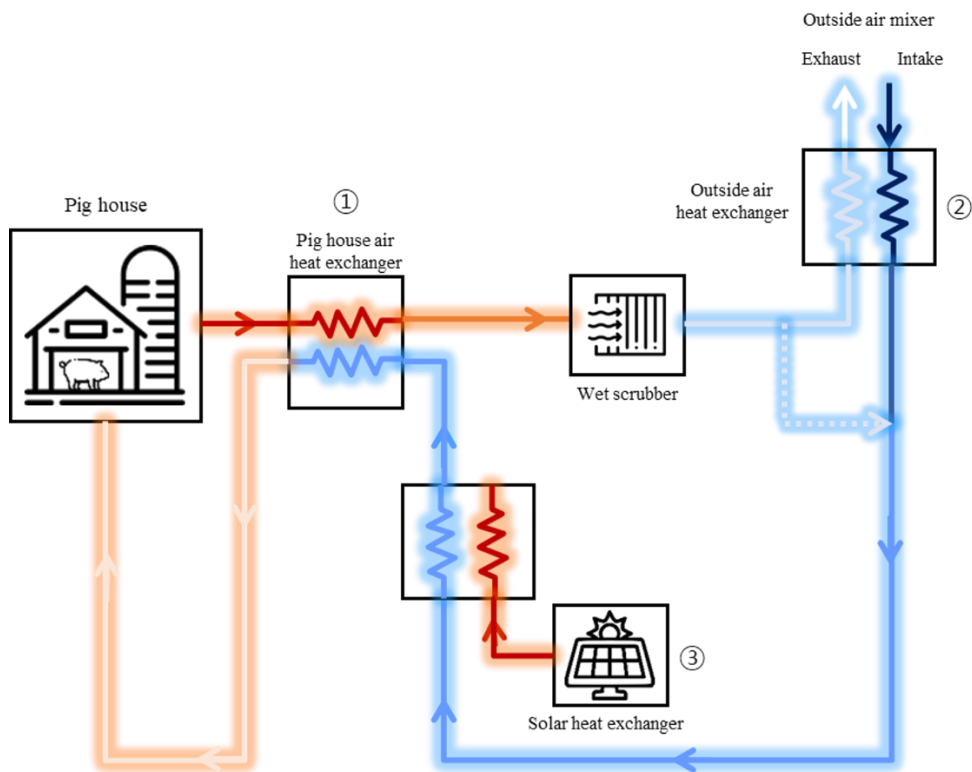 Outside air mixer
Exhaust Intake
Outside air
heat exchanger
②
Pig house
①
Pig house air
heat exchanger
Wet scrubber
③
Solar heat exchanger